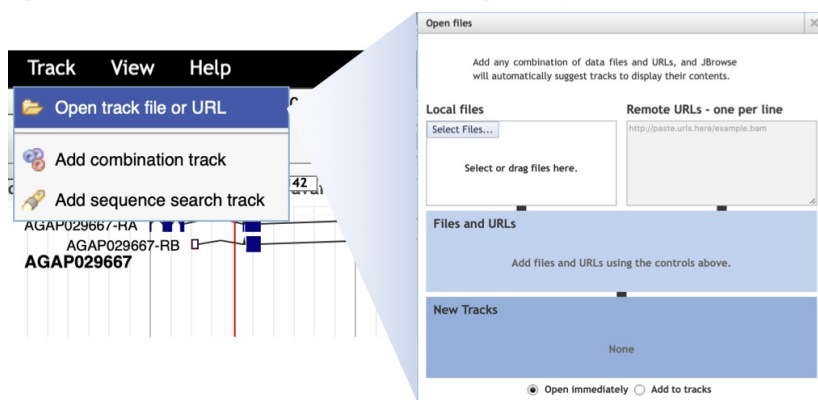 Track View Help
Open track file or URL
Add combination track
Add sequence search track
42
AGAP029667-RA
AGAP029667-RB
AGAP029667
Open files
Add any combination of data files and URLs, and JBrowse
will automatically suggest tracks to display their contents.
Local files
Select Files...
Select or drag files here.
Remote URLs - one per line
http://paste.urls.here/example.bam
Files and URLs
Add files and URLs using the controls above.
New Tracks
None
Open immediately Add to tracks